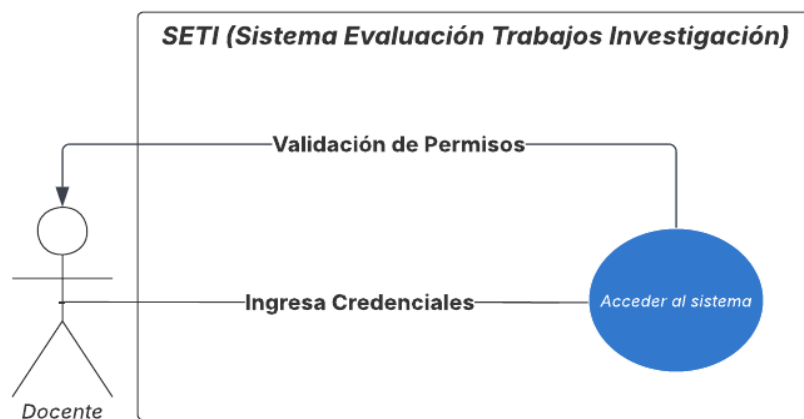 SETI (Sistema Evaluación Trabajos Investigación)
Validación de Permisos
Ingresa Credenciales
Acceder al sistema
Docente